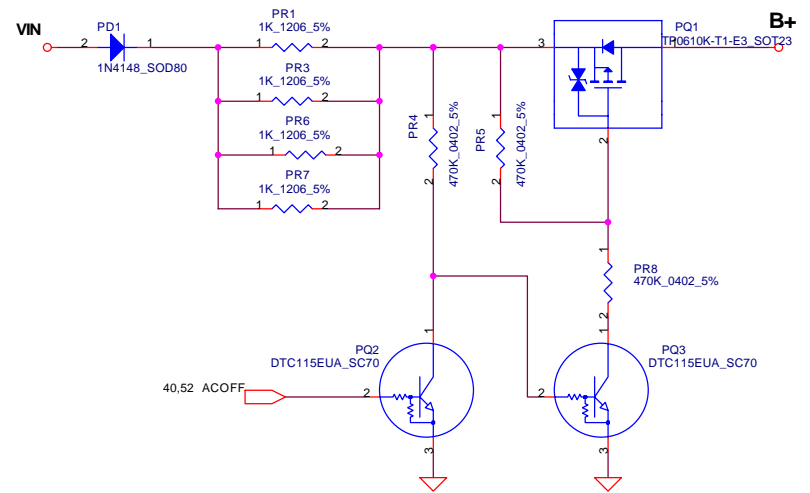 VIN
PD1
2
1
1N4148_SOD80
PR1
1K_1206_5%
1
2
PR3
1K_1206_5%
1
2
PR6
1K_1206_5%
1
2
PR7
1K_1206_5%
1
2
PR4
1
2
470K_0402_5%
PR5
1
2
470K_0402_5%
B+
PQ1
TP0610K-T1-E3_SOT23
3
1
2
PR8
470K_0402_5%
1
2
PQ2
DTC115EUA_SC70
1
2
3
40,52 ACOFF
PQ3
DTC115EUA_SC70
1
2
3